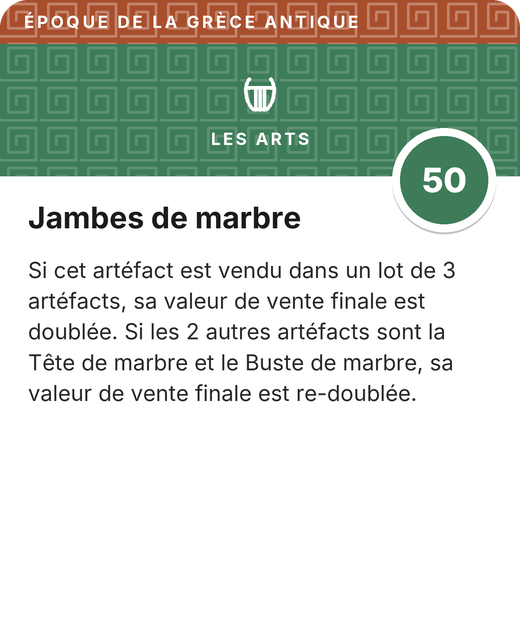 ÉPOQUE DE LA GRÈCE ANTIQUE
LES ARTS
50
Jambes de marbre
Si cet artéfact est vendu dans un lot de 3
artéfacts, sa valeur de vente finale est
doublée. Si les 2 autres artéfacts sont la
Tête de marbre et le Buste de marbre, sa
valeur de vente finale est re-doublée.